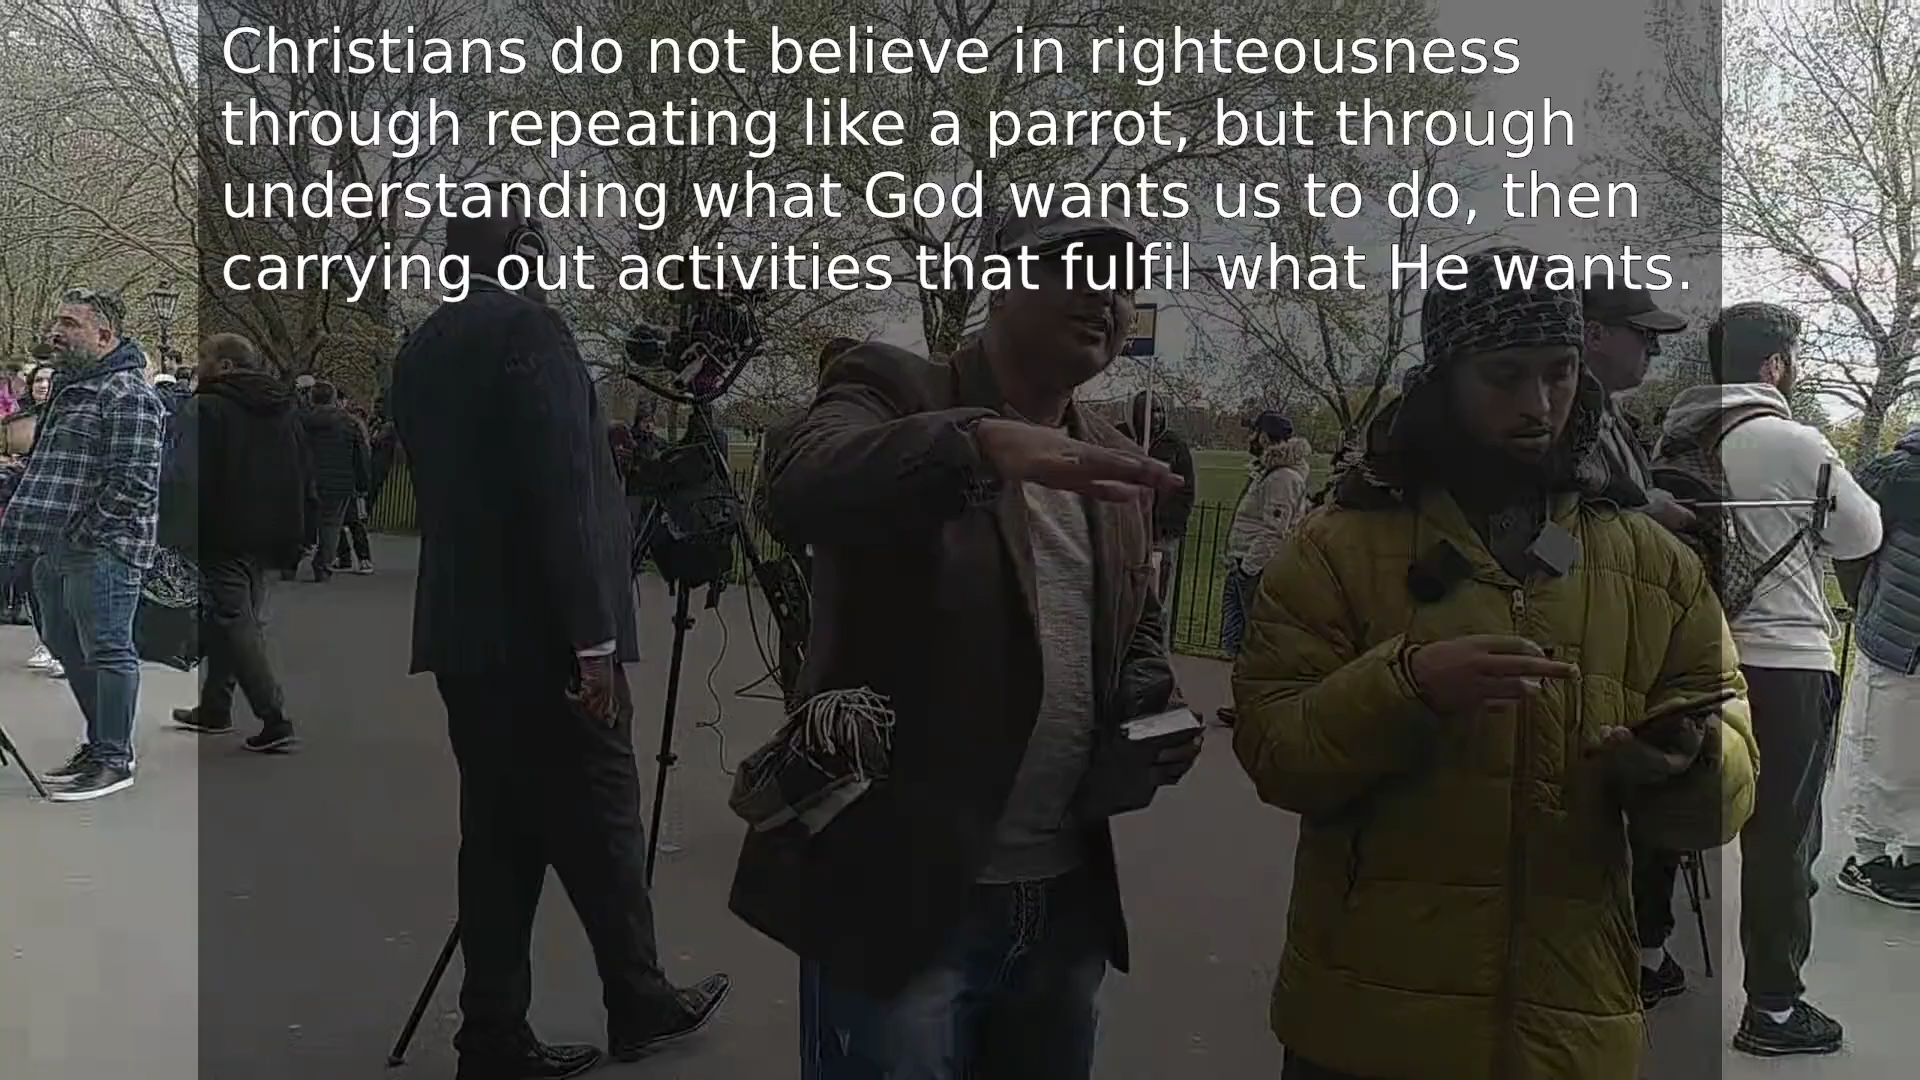 Christians do not believe in righteousness
through repeating like a parrot, but through
understanding what God wants us to do, then
carrying out activities that fulfil what He wants.